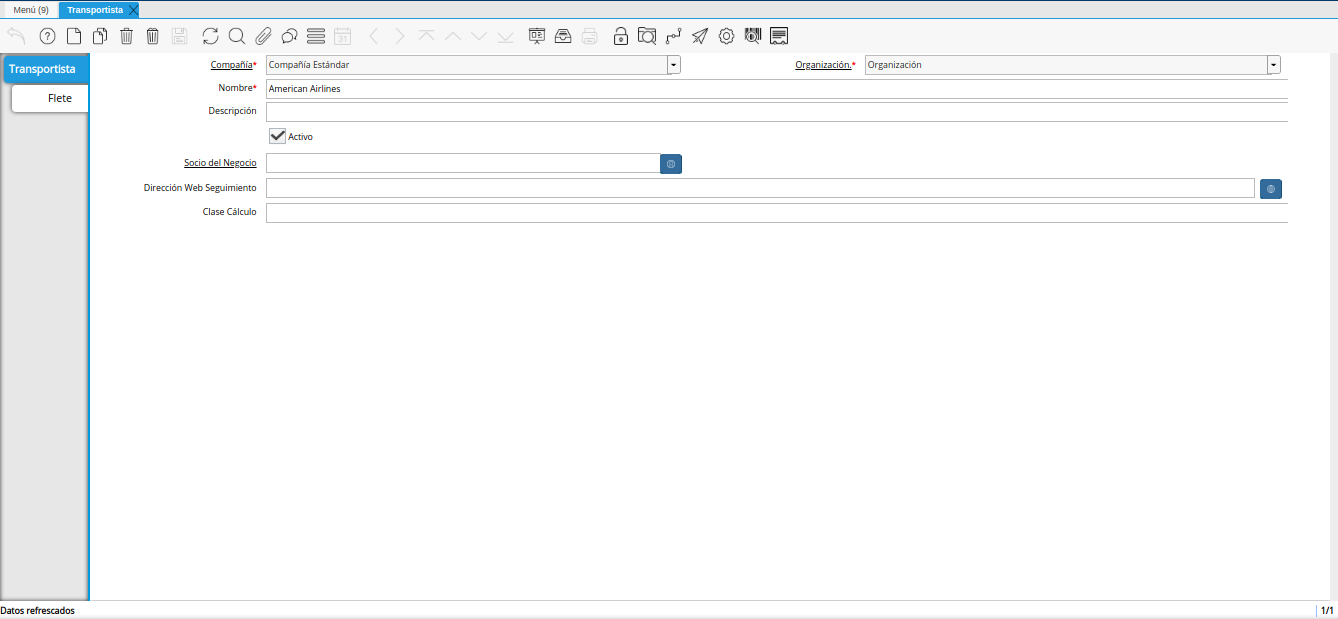 Menú (9) Transportista
31
Transportista
Flete
Compañía* Compañía Estándar Organización.* Organización
Nombre* American Airlines
Descripción
Activo
Socio del Negocio
Dirección Web Seguimiento
Clase Cálculo
Datos refrescados 1/1